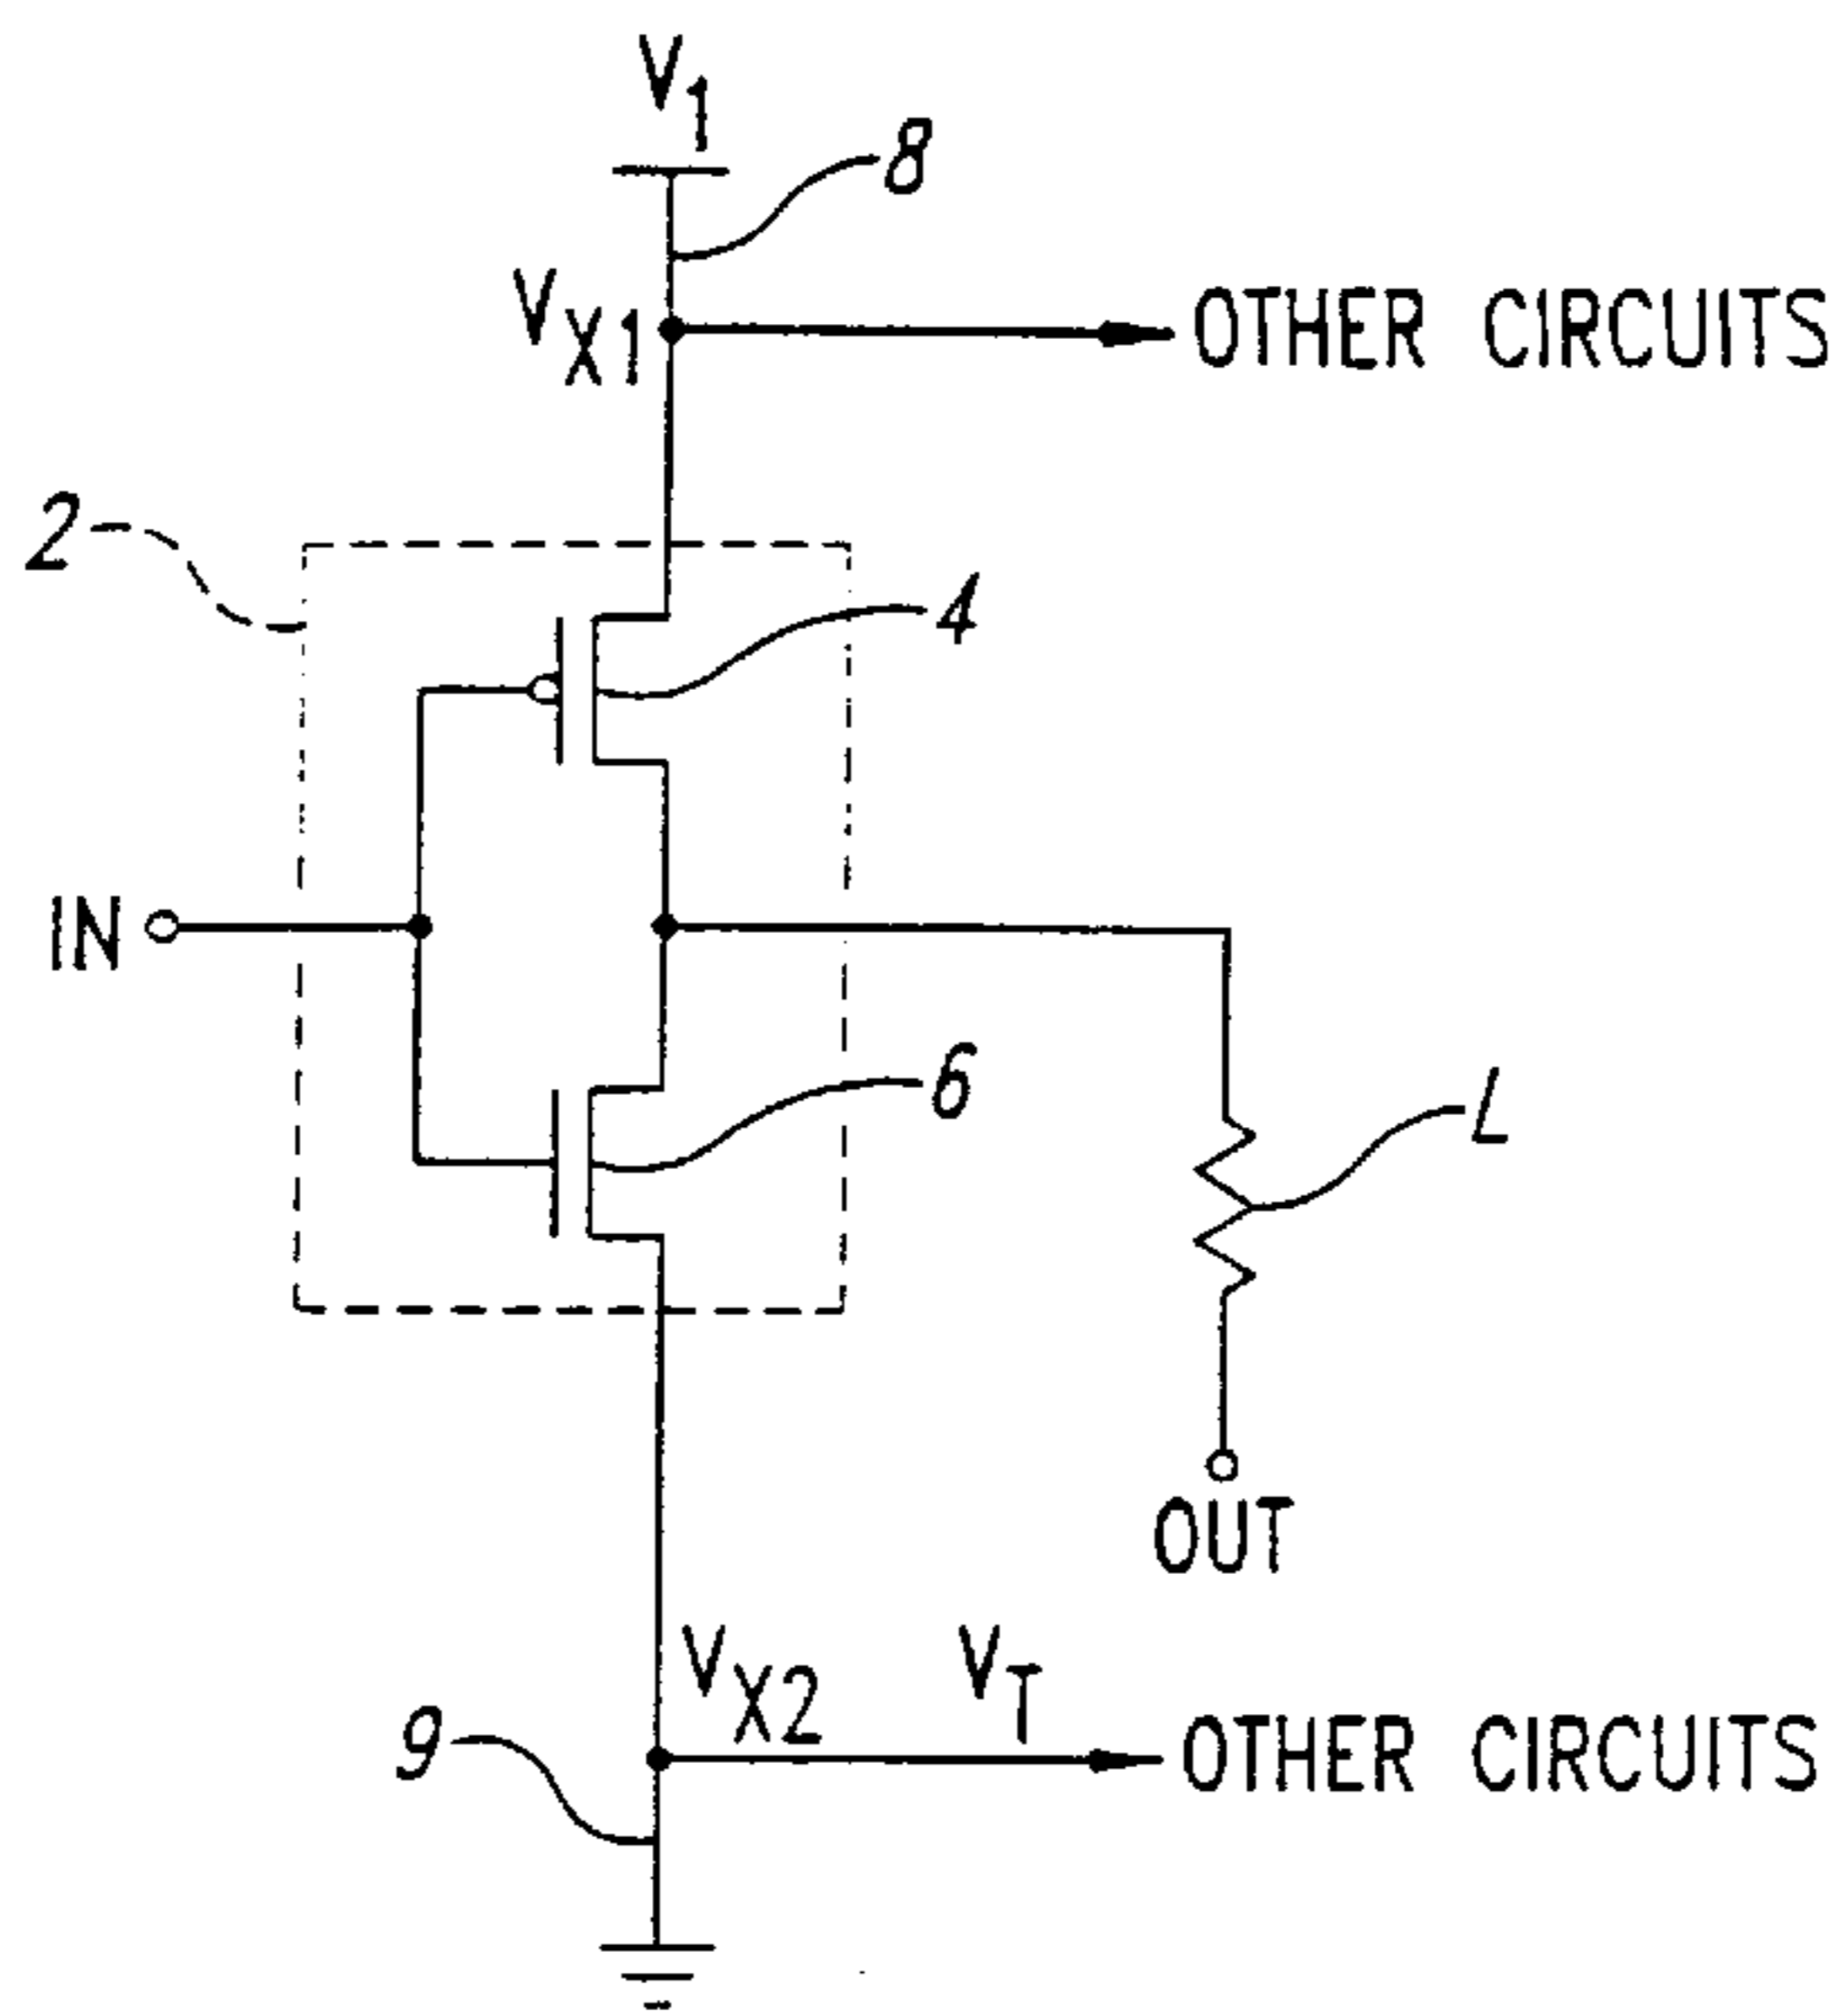 V1
8
VX1
OTHER CIRCUITS
2
4
IN
6
L
OUT
VX2
VT
9
OTHER CIRCUITS